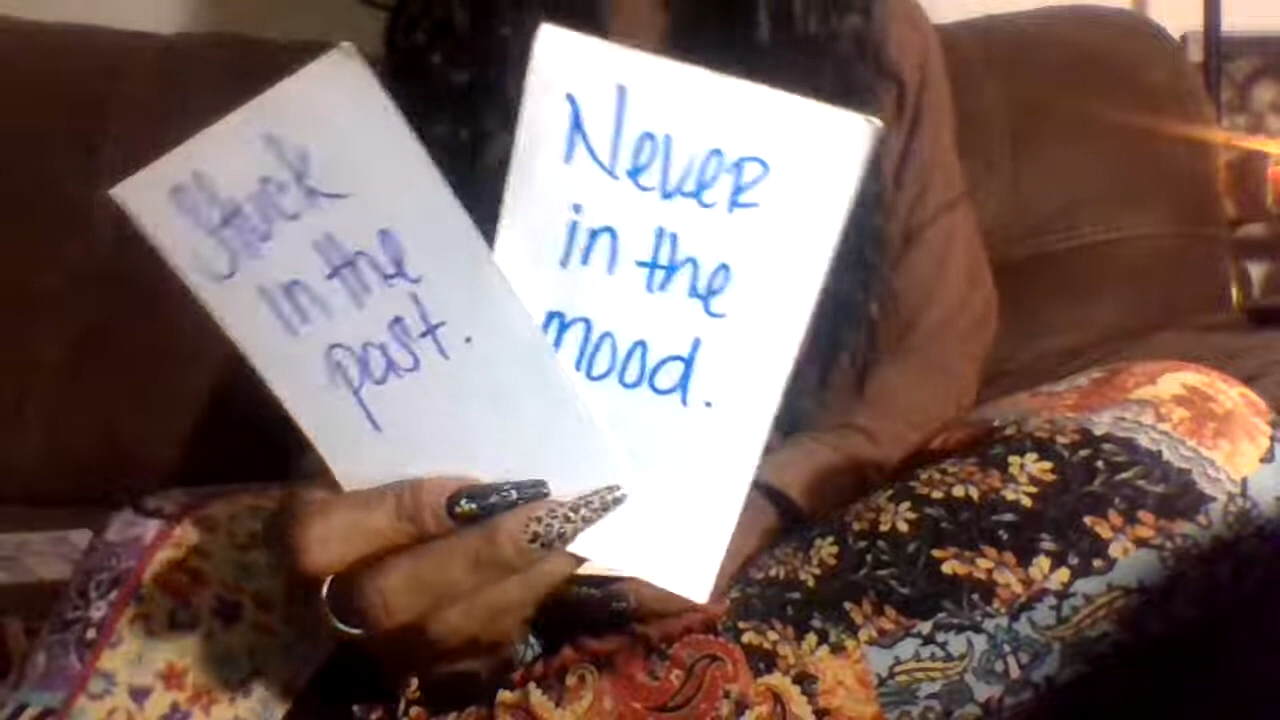 Stuck
in the
past.
Never
in the
mood.